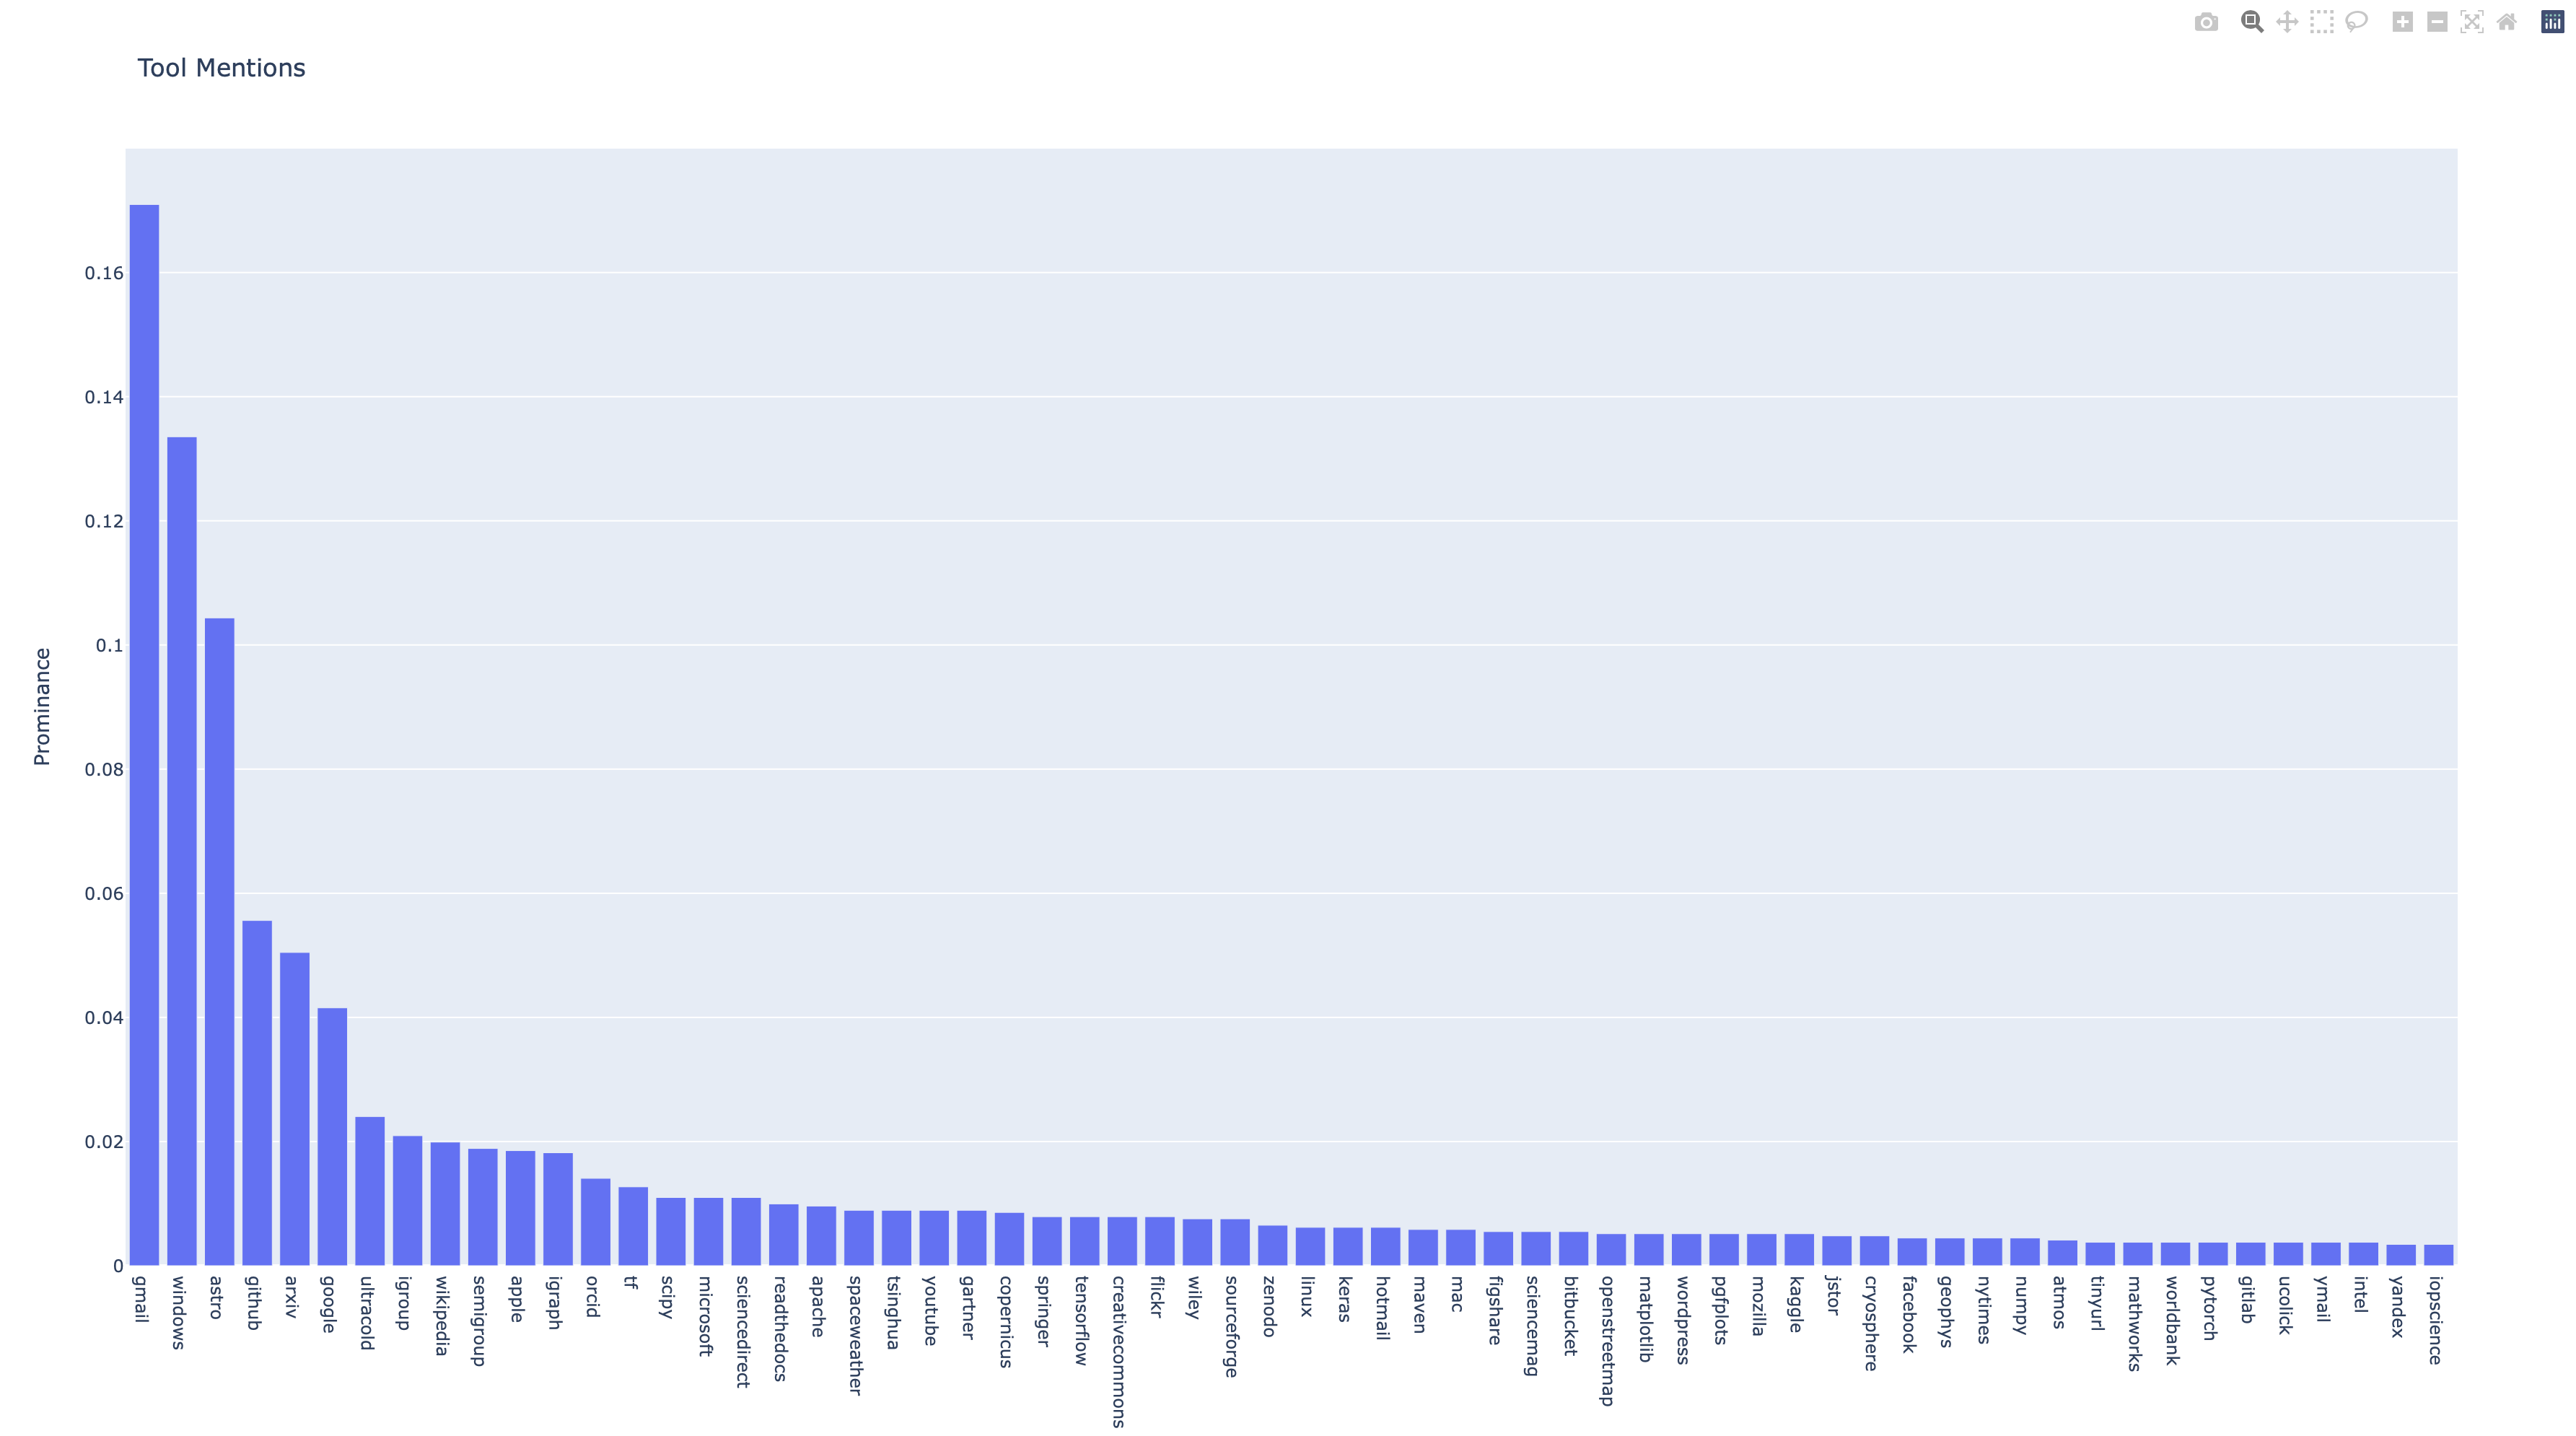 Tool Mentions
0.16
0.14
0.12
0.1
0.08
0.06
0.04
0.02
0
Prominance
gmail
windows
astro
github
arxiv
google
ultracold
igroup
wikipedia
semigroup
apple
igraph
orcid
tf
scipy
microsoft
sciencedirect
readthedocs
apache
spaceweather
tsinghua
youtube
gartner
copernicus
springer
tensorflow
creativecommons
flickr
wiley
sourceforge
zenodo
linux
keras
hotmail
maven
mac
figshare
sciencemag
bitbucket
openstreetmap
matplotlib
wordpress
pgfplots
mozilla
kaggle
jstor
cryosphere
facebook
geophys
nytimes
numpy
atmos
tinyurl
mathworks
worldbank
pytorch
gitlab
ucolick
ymail
intel
yandex
iopscience